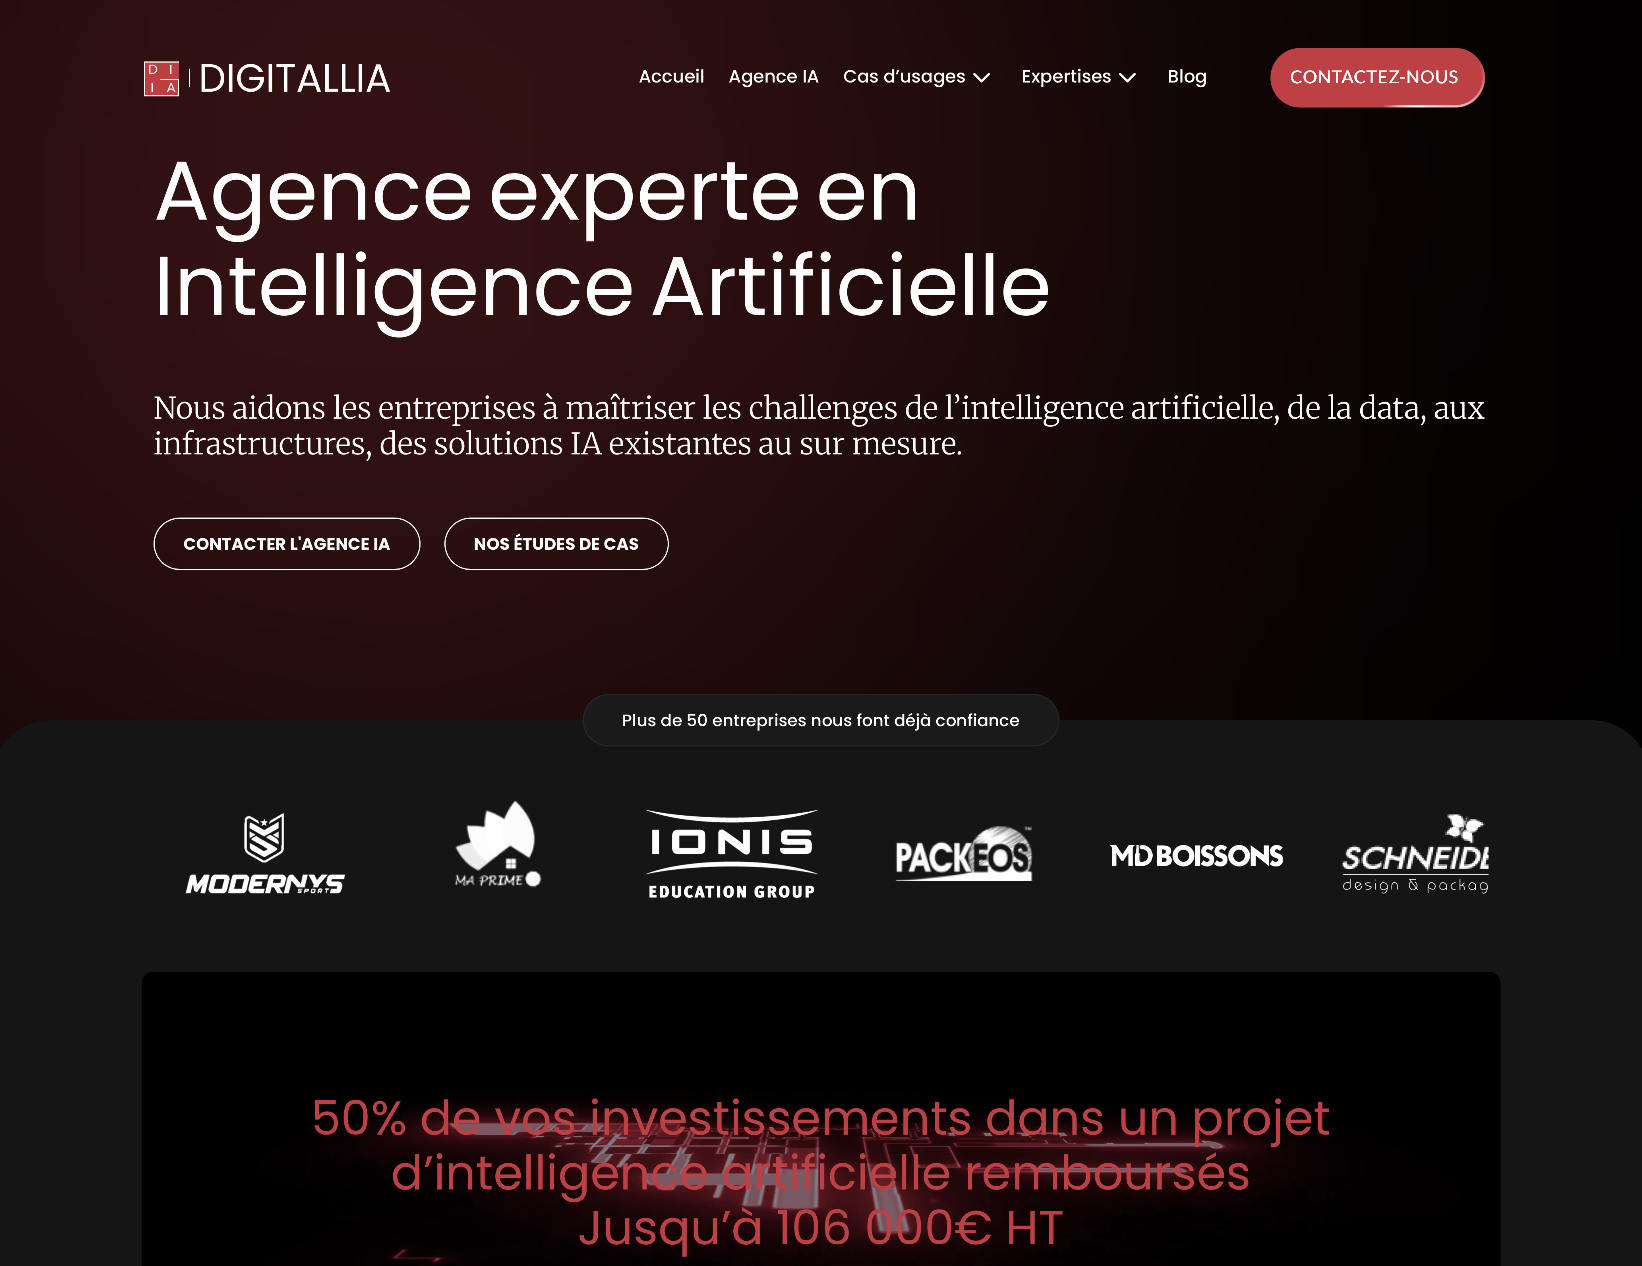 DI
IA
DIGITALLIA
Accueil
Agence IA
Cas d’usages
Expertises
Blog
CONTACTEZ-NOUS
Agence experte en
Intelligence Artificielle
Nous aidons les entreprises à maîtriser les challenges de l’intelligence artificielle, de la data, aux
infrastructures, des solutions IA existantes au sur mesure.
CONTACTER L'AGENCE IA
NOS ÉTUDES DE CAS
Plus de 50 entreprises nous font déjà confiance
MODERNYS
SPORT
MA PRIME
IONIS
EDUCATION GROUP
PACKEOS
MD BOISSONS
SCHNEIDE
design & packag
50% de vos investissements dans un projet
d’intelligence artificielle remboursés
Jusqu’à 106 000€ HT